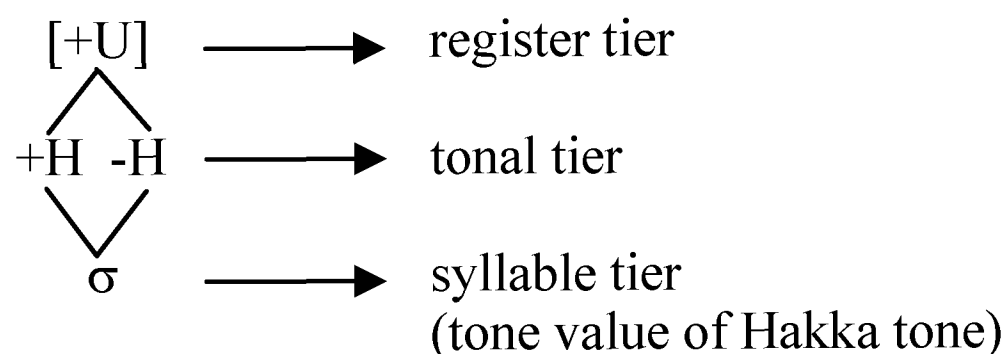 [+U] register tier
+H -H tonal tier
σ syllable tier
(tone value of Hakka tone)